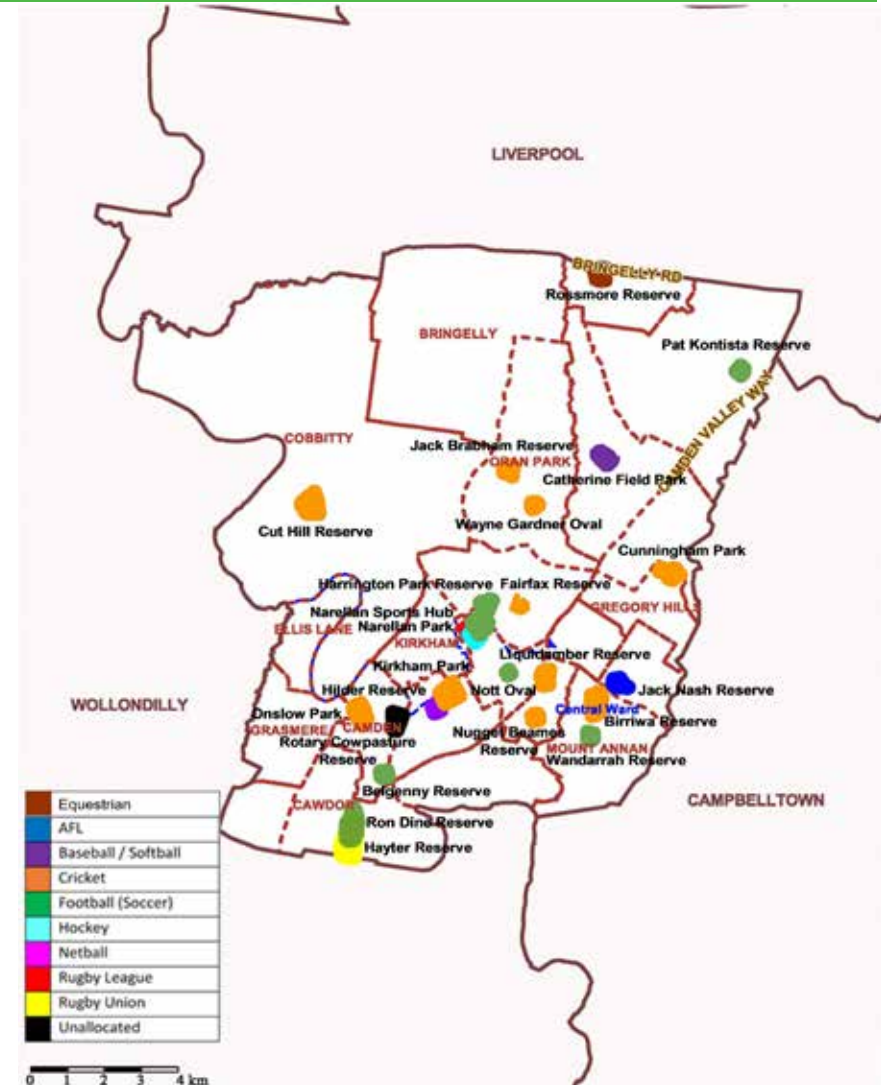 LIVERPOOL
BRINGELLY RD
Rossmore Reserve
BRINGELLY
Pat Kontista Reserve
CAMDEN VALLEY WAY
COBBITTY
Jack Brabham Reserve
ORAN PARK
Catherine Field Park
Cut Hill Reserve
Wayne Gardner Oval
Cunningham Park
Harrington Park Reserve
Fairfax Reserve
GREGORY HILLS
Narellan Sports Hub
Narellan Park
ELLIS LANE
KIRKHAM
Liquidamber Reserve
Kirkham Park
Hilder Reserve
Nott Oval
Jack Nash Reserve
WOLLONDILLY
Onslow Park
Central Ward
Birriwa Reserve
GRASMERE
CAMDEN
Nugget Beames
Reserve
Rotary Cowpasture
Reserve
MOUNT ANNAN
Wandarrah Reserve
Belgenny Reserve
CAMPBELLTOWN
CAWDOR
Ron Dine Reserve
Hayter Reserve
Equestrian
AFL
Baseball / Softball
Cricket
Football (Soccer)
Hockey
Netball
Rugby League
Rugby Union
Unallocated
0 1 2 4 km